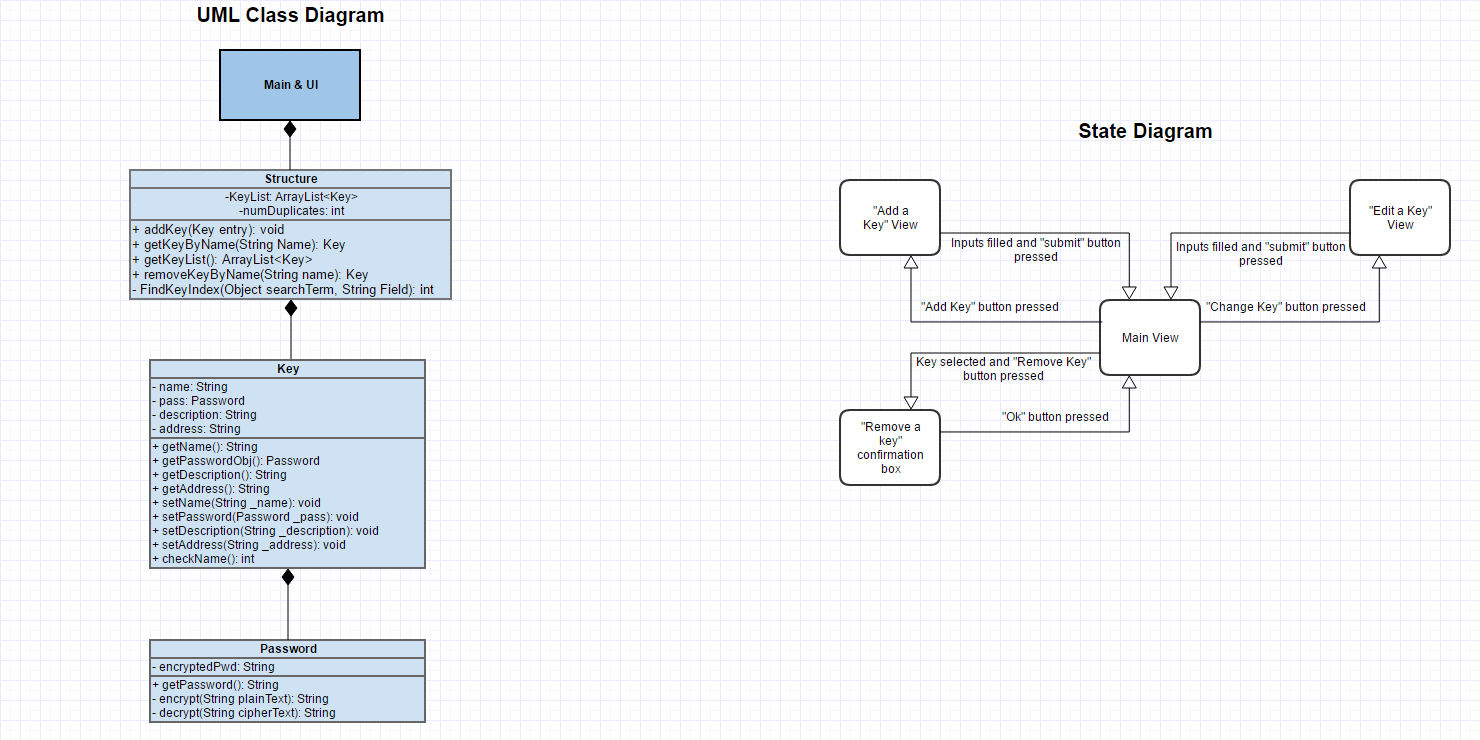 UML Class Diagram
Main & UI
Structure
-KeyList: ArrayList<Key>
-numDuplicates: int
+ addKey(Key entry): void
+ getKeyByName(String Name): Key
+ getKeyList(): ArrayList<Key>
+ removeKeyByName(String name): Key
- FindKeyIndex(Object searchTerm, String Field): int
Key
- name: String
- pass: Password
- description: String
- address: String
+ getName(): String
+ getPasswordObj(): Password
+ getDescription(): String
+ getAddress(): String
+ setName(String _name): void
+ setPassword(Password _pass): void
+ setDescription(String _description): void
+ setAddress(String _address): void
+ checkName(): int
Password
- encryptedPwd: String
+ getPassword(): String
- encrypt(String plainText): String
- decrypt(String cipherText): String
State Diagram
"Add a
Key" View
"Edit a Key"
View
Inputs filled and "submit" button
pressed
Inputs filled and "submit" button
pressed
"Add Key" button pressed
"Change Key" button pressed
Main View
Key selected and "Remove Key"
button pressed
"Ok" button pressed
"Remove a
key"
confirmation
box